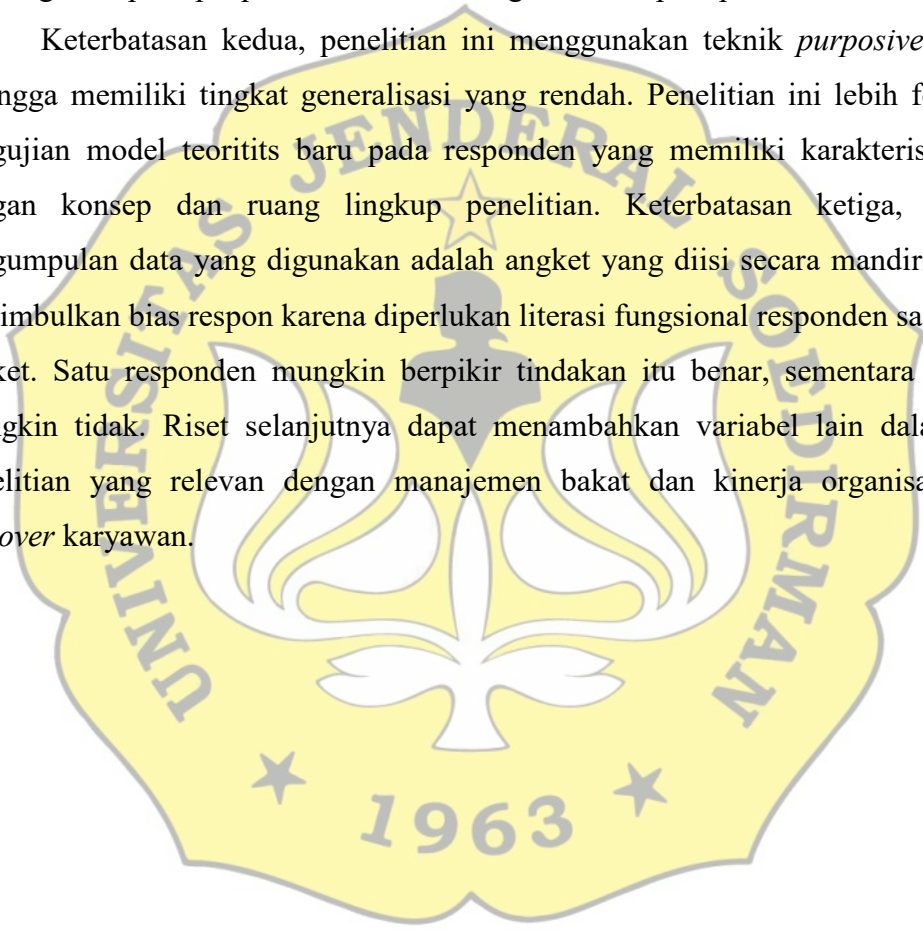 Keterbatasan kedua, penelitian ini menggunakan teknik purposive
ngga memiliki tingkat generalisasi yang rendah. Penelitian ini lebih fo
gujian model teoritits baru pada responden yang memiliki karakteris
gan konsep dan ruang lingkup penelitian. Keterbatasan ketiga,
gumpulan data yang digunakan adalah angket yang diisi secara mandir
imbulkan bias respon karena diperlukan literasi fungsional responden sa
ket. Satu responden mungkin berpikir tindakan itu benar, sementara
ngkin tidak. Riset selanjutnya dapat menambahkan variabel lain dala
elitian yang relevan dengan manajemen bakat dan kinerja organisa
over karyawan.
UNIVERSITAS JENDERAL SOEDIRMAN
1963